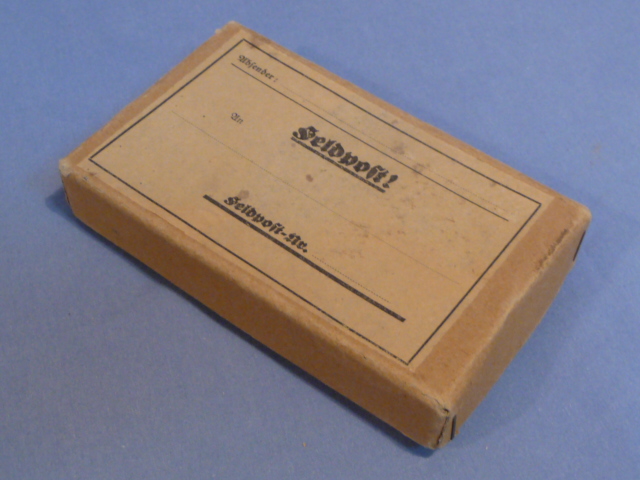 Absender:
An
Feldpost!
Feldpost-Nr.